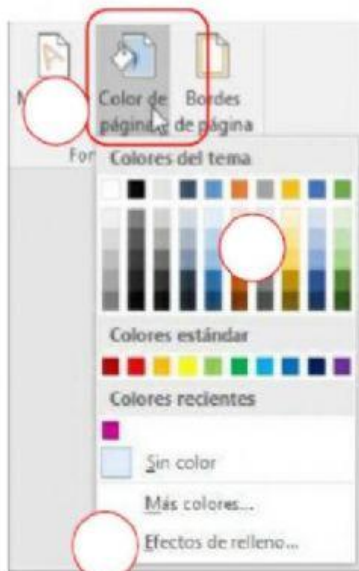 Color de Bordes
página de página
Colores del tema
Colores estándar
Colores recientes
Sin color
Más colores...
Efectos de relleno...